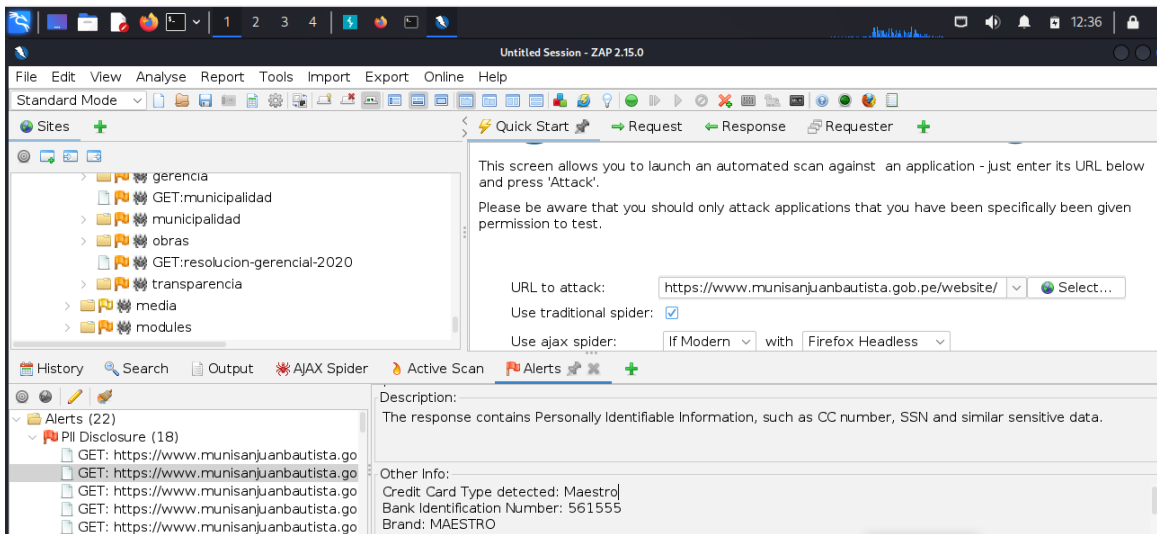 1 2 3 4 12:36
Untitled Session - ZAP 2.15.0
File Edit View Analyse Report Tools Import Export Online Help
Standard Mode
Sites
Quick Start Request Response Requester
gerencia
GET:municipalidad
municipalidad
obras
GET:resolucion-gerencial-2020
transparencia
media
modules
This screen allows you to launch an automated scan against an application - just enter its URL below
and press 'Attack'.
Please be aware that you should only attack applications that you have been specifically been given
permission to test.
URL to attack: https://www.munisanjuanbautista.gob.pe/website/ Select...
Use traditional spider:
Use ajax spider: If Modern with Firefox Headless
History Search Output AJAX Spider Active Scan Alerts
Alerts (22)
PII Disclosure (18)
GET: https://www.munisanjuanbautista.go
GET: https://www.munisanjuanbautista.go
GET: https://www.munisanjuanbautista.go
GET: https://www.munisanjuanbautista.go
GET: https://www.munisanjuanbautista.go
Description:
The response contains Personally Identifiable Information, such as CC number, SSN and similar sensitive data.
Other Info:
Credit Card Type detected: Maestro
Bank Identification Number: 561555
Brand: MAESTRO